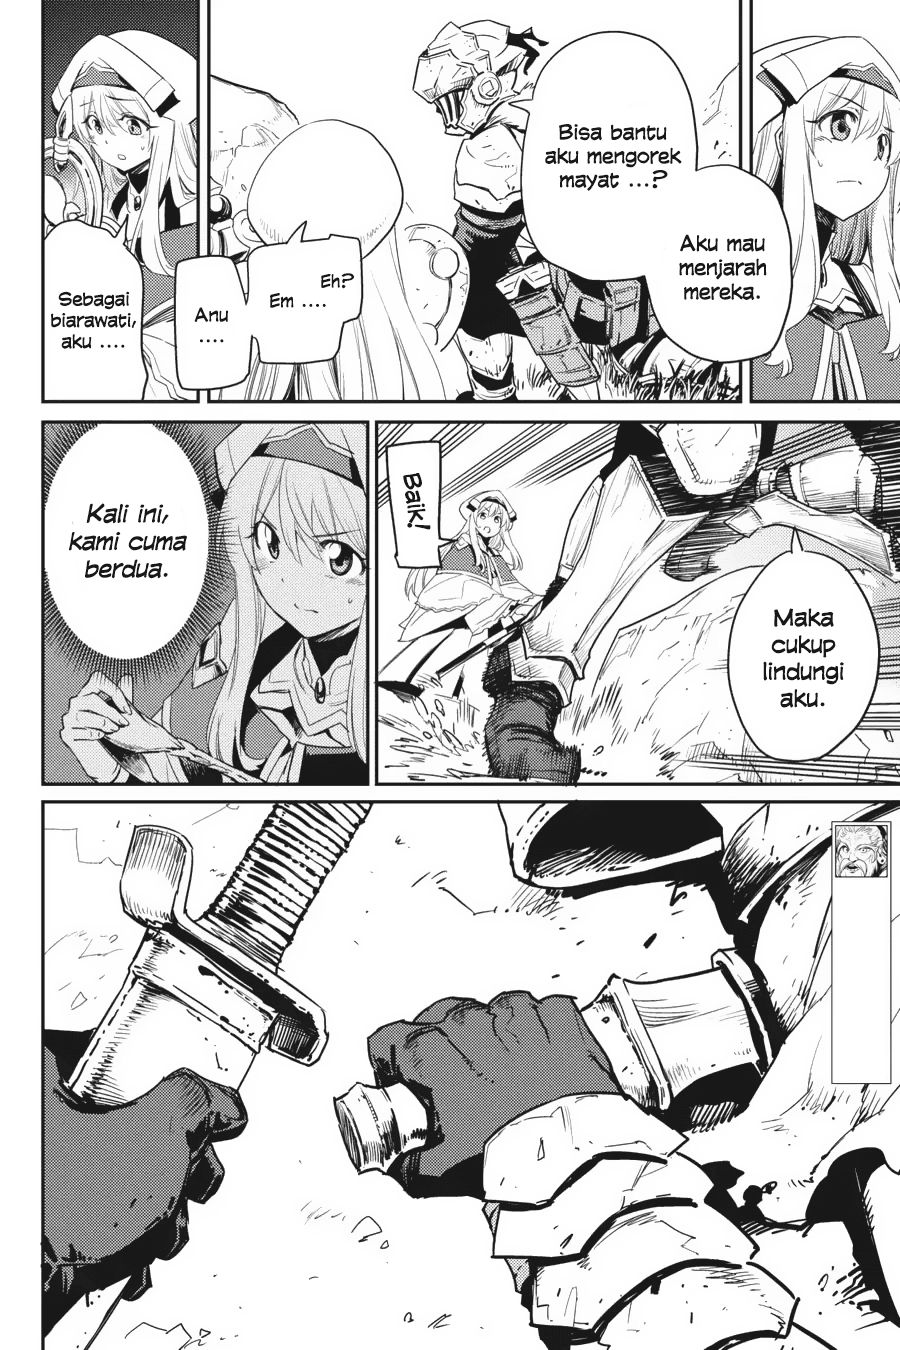 Bisa bantu
aku mengorek
mayat ...?
Aku mau
menjarah
mereka.
Eh?
Em ....
Anu
....
Sebagai
biarawati,
aku ....
Maka
cukup
lindungi
aku.
Baik!
Kali ini,
kami cuma
berdua.